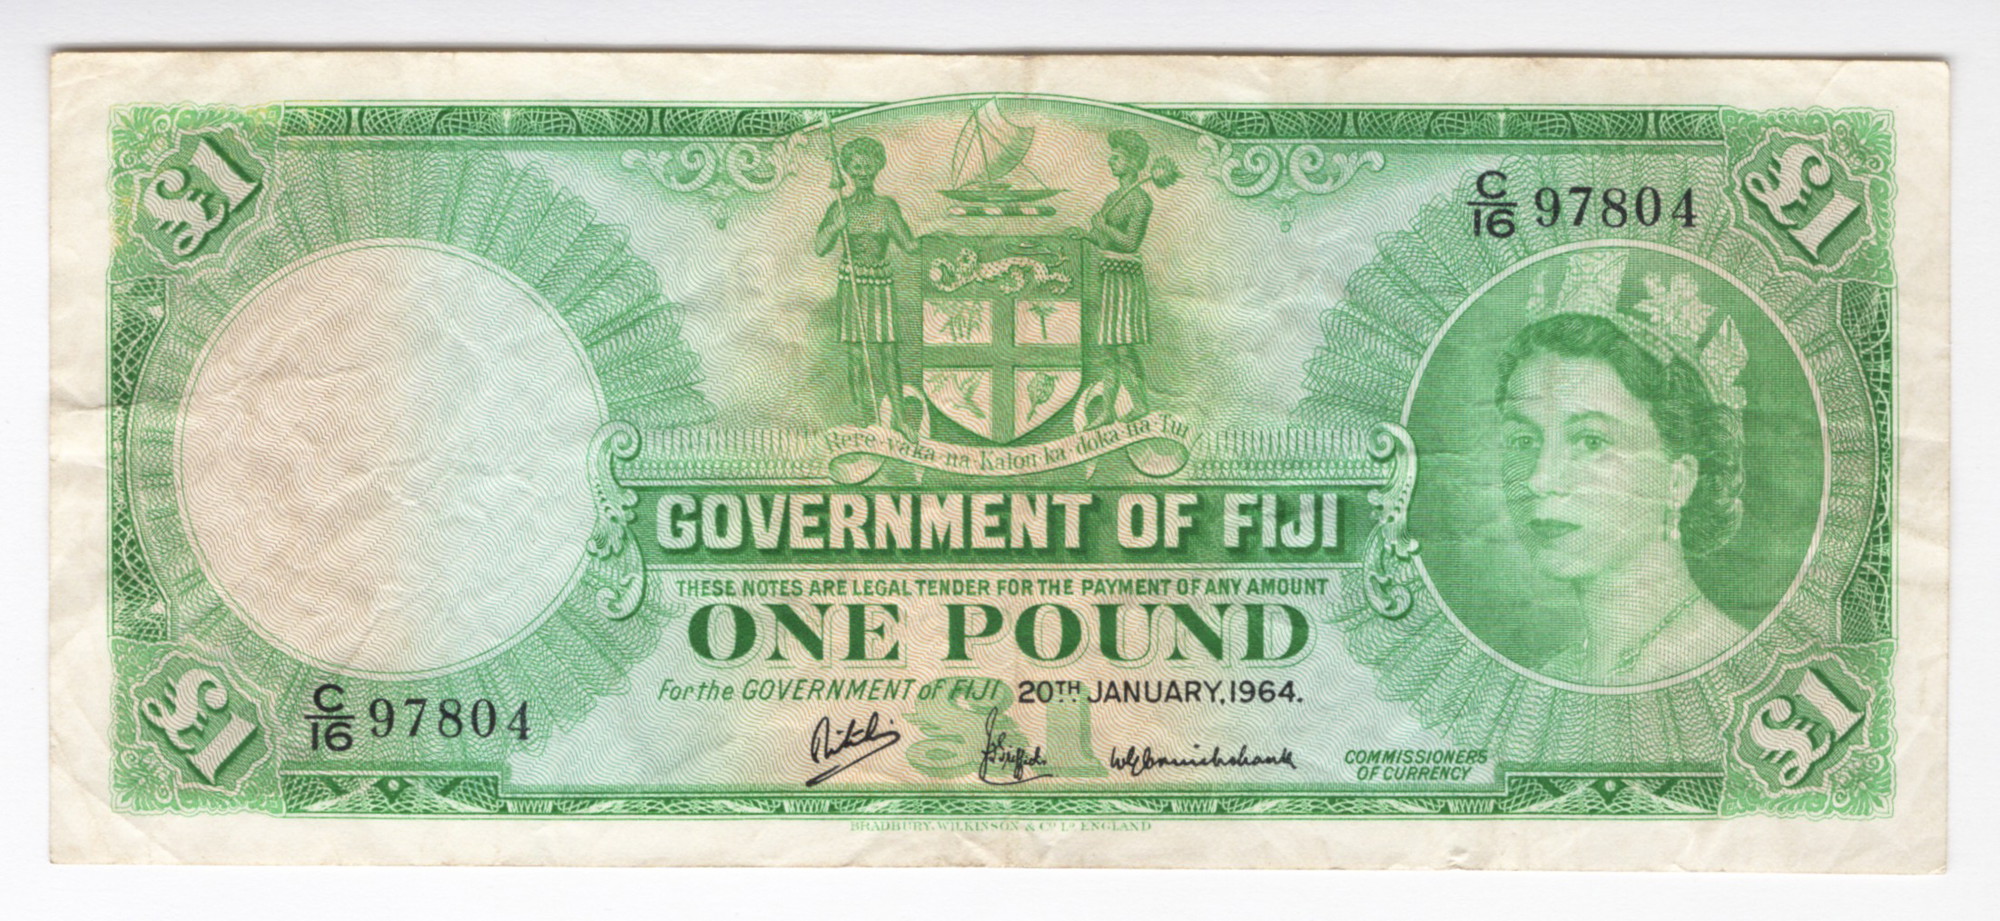 £1
£1
C/16 97804
Rere·vaka·na·Kalou·ka·doka·na·Tui
GOVERNMENT OF FIJI
THESE NOTES ARE LEGAL TENDER FOR THE PAYMENT OF ANY AMOUNT
ONE POUND
For the GOVERNMENT of FIJI 20TH JANUARY, 1964.
£1
£1
C/16 97804
£1
COMMISSIONERS
OF CURRENCY
BRADBURY, WILKINSON & Co Ld ENGLAND